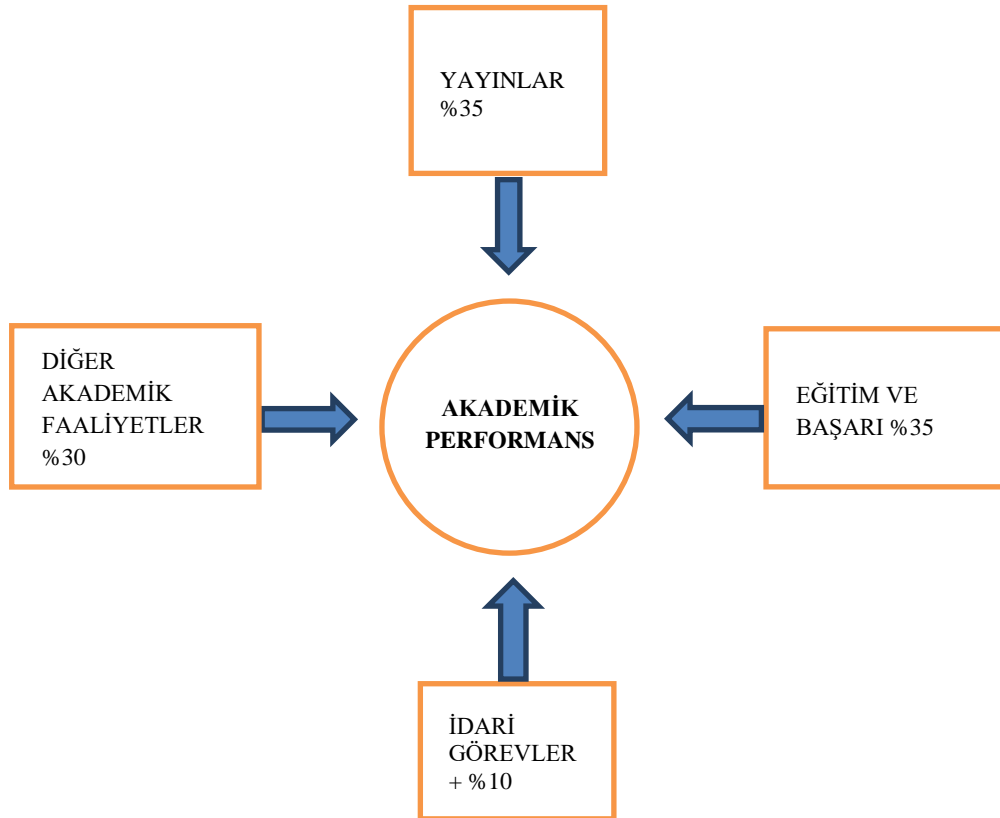 YAYINLAR
%35
DİĞER
AKADEMİK
FAALİYETLER
%30
AKADEMİK
PERFORMANS
EĞİTİM VE
BAŞARI %35
İDARİ
GÖREVLER
+ %10